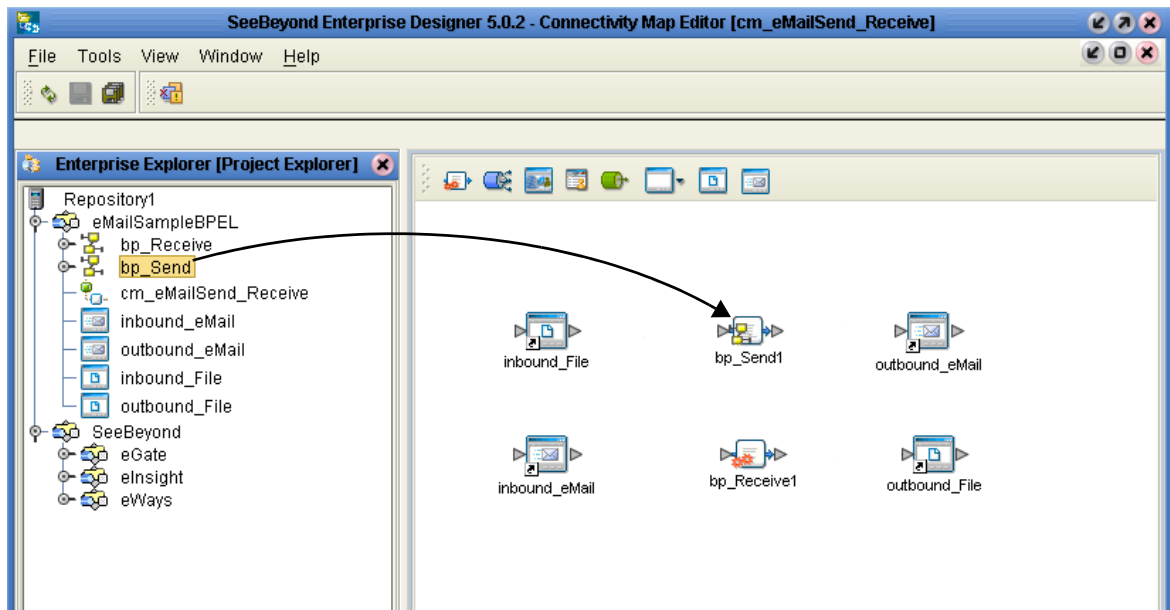 SeeBeyond Enterprise Designer 5.0.2 - Connectivity Map Editor [cm_eMailSend_Receive]
File Tools View Window Help
Enterprise Explorer [Project Explorer]
Repository1
eMailSampleBPEL
bp_Receive
bp_Send
cm_eMailSend_Receive
inbound_eMail
outbound_eMail
inbound_File
outbound_File
SeeBeyond
eGate
eInsight
eWays
inbound_File bp_Send1 outbound_eMail
inbound_eMail bp_Receive1 outbound_File